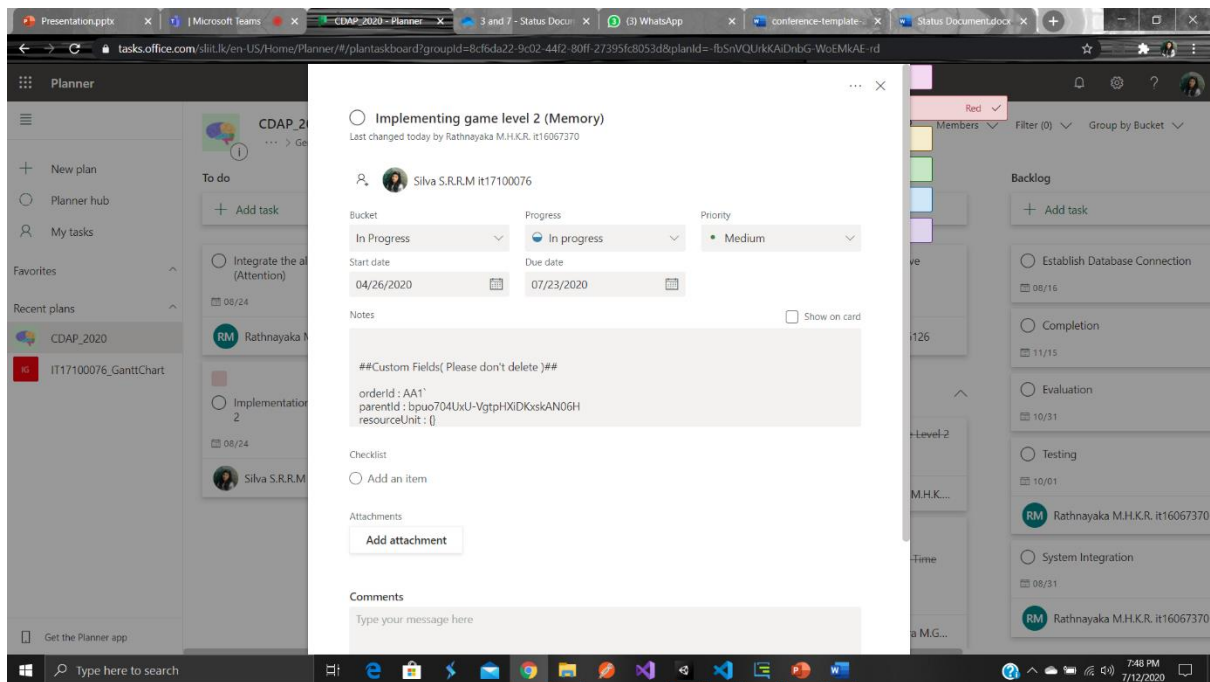 Presentation.pptx
| Microsoft Teams
CDAP_2020 - Planner
3 and 7 - Status Docum
(3) WhatsApp
conference-template-
Status Document.docx
tasks.office.com/sliit.lk/en-US/Home/Planner/#/plantaskboard?groupId=8cf6da22-9c02-44f2-80ff-27395fc8053d&planId=-fbSnVQUrkKAiDnbG-WoEMkAE-rd
Planner
New plan
Planner hub
My tasks
Favorites
Recent plans
CDAP_2020
IG IT17100076_GanttChart
Get the Planner app
CDAP_2
··· > Ge
To do
Add task
Integrate the al
(Attention)
08/24
RM Rathnayaka M
Implementation
2
08/24
Silva S.R.R.M
Implementing game level 2 (Memory)
Last changed today by Rathnayaka M.H.K.R. it16067370
Silva S.R.R.M it17100076
Bucket Progress Priority
In Progress In progress Medium
Start date Due date
04/26/2020 07/23/2020
Notes Show on card
##Custom Fields( Please don't delete )##
orderId : AA1`
parentId : bpuo704UxU-VgtpHXiDKxskAN06H
resourceUnit : {}
Checklist
Add an item
Attachments
Add attachment
Comments
Type your message here
Red
Members Filter (0) Group by Bucket
ve
126
Level 2
M.H.K....
Time
a M.G...
Backlog
Add task
Establish Database Connection
08/16
Completion
11/15
Evaluation
10/31
Testing
10/01
RM Rathnayaka M.H.K.R. it16067370
System Integration
08/31
RM Rathnayaka M.H.K.R. it16067370
Type here to search
7:48 PM
7/12/2020